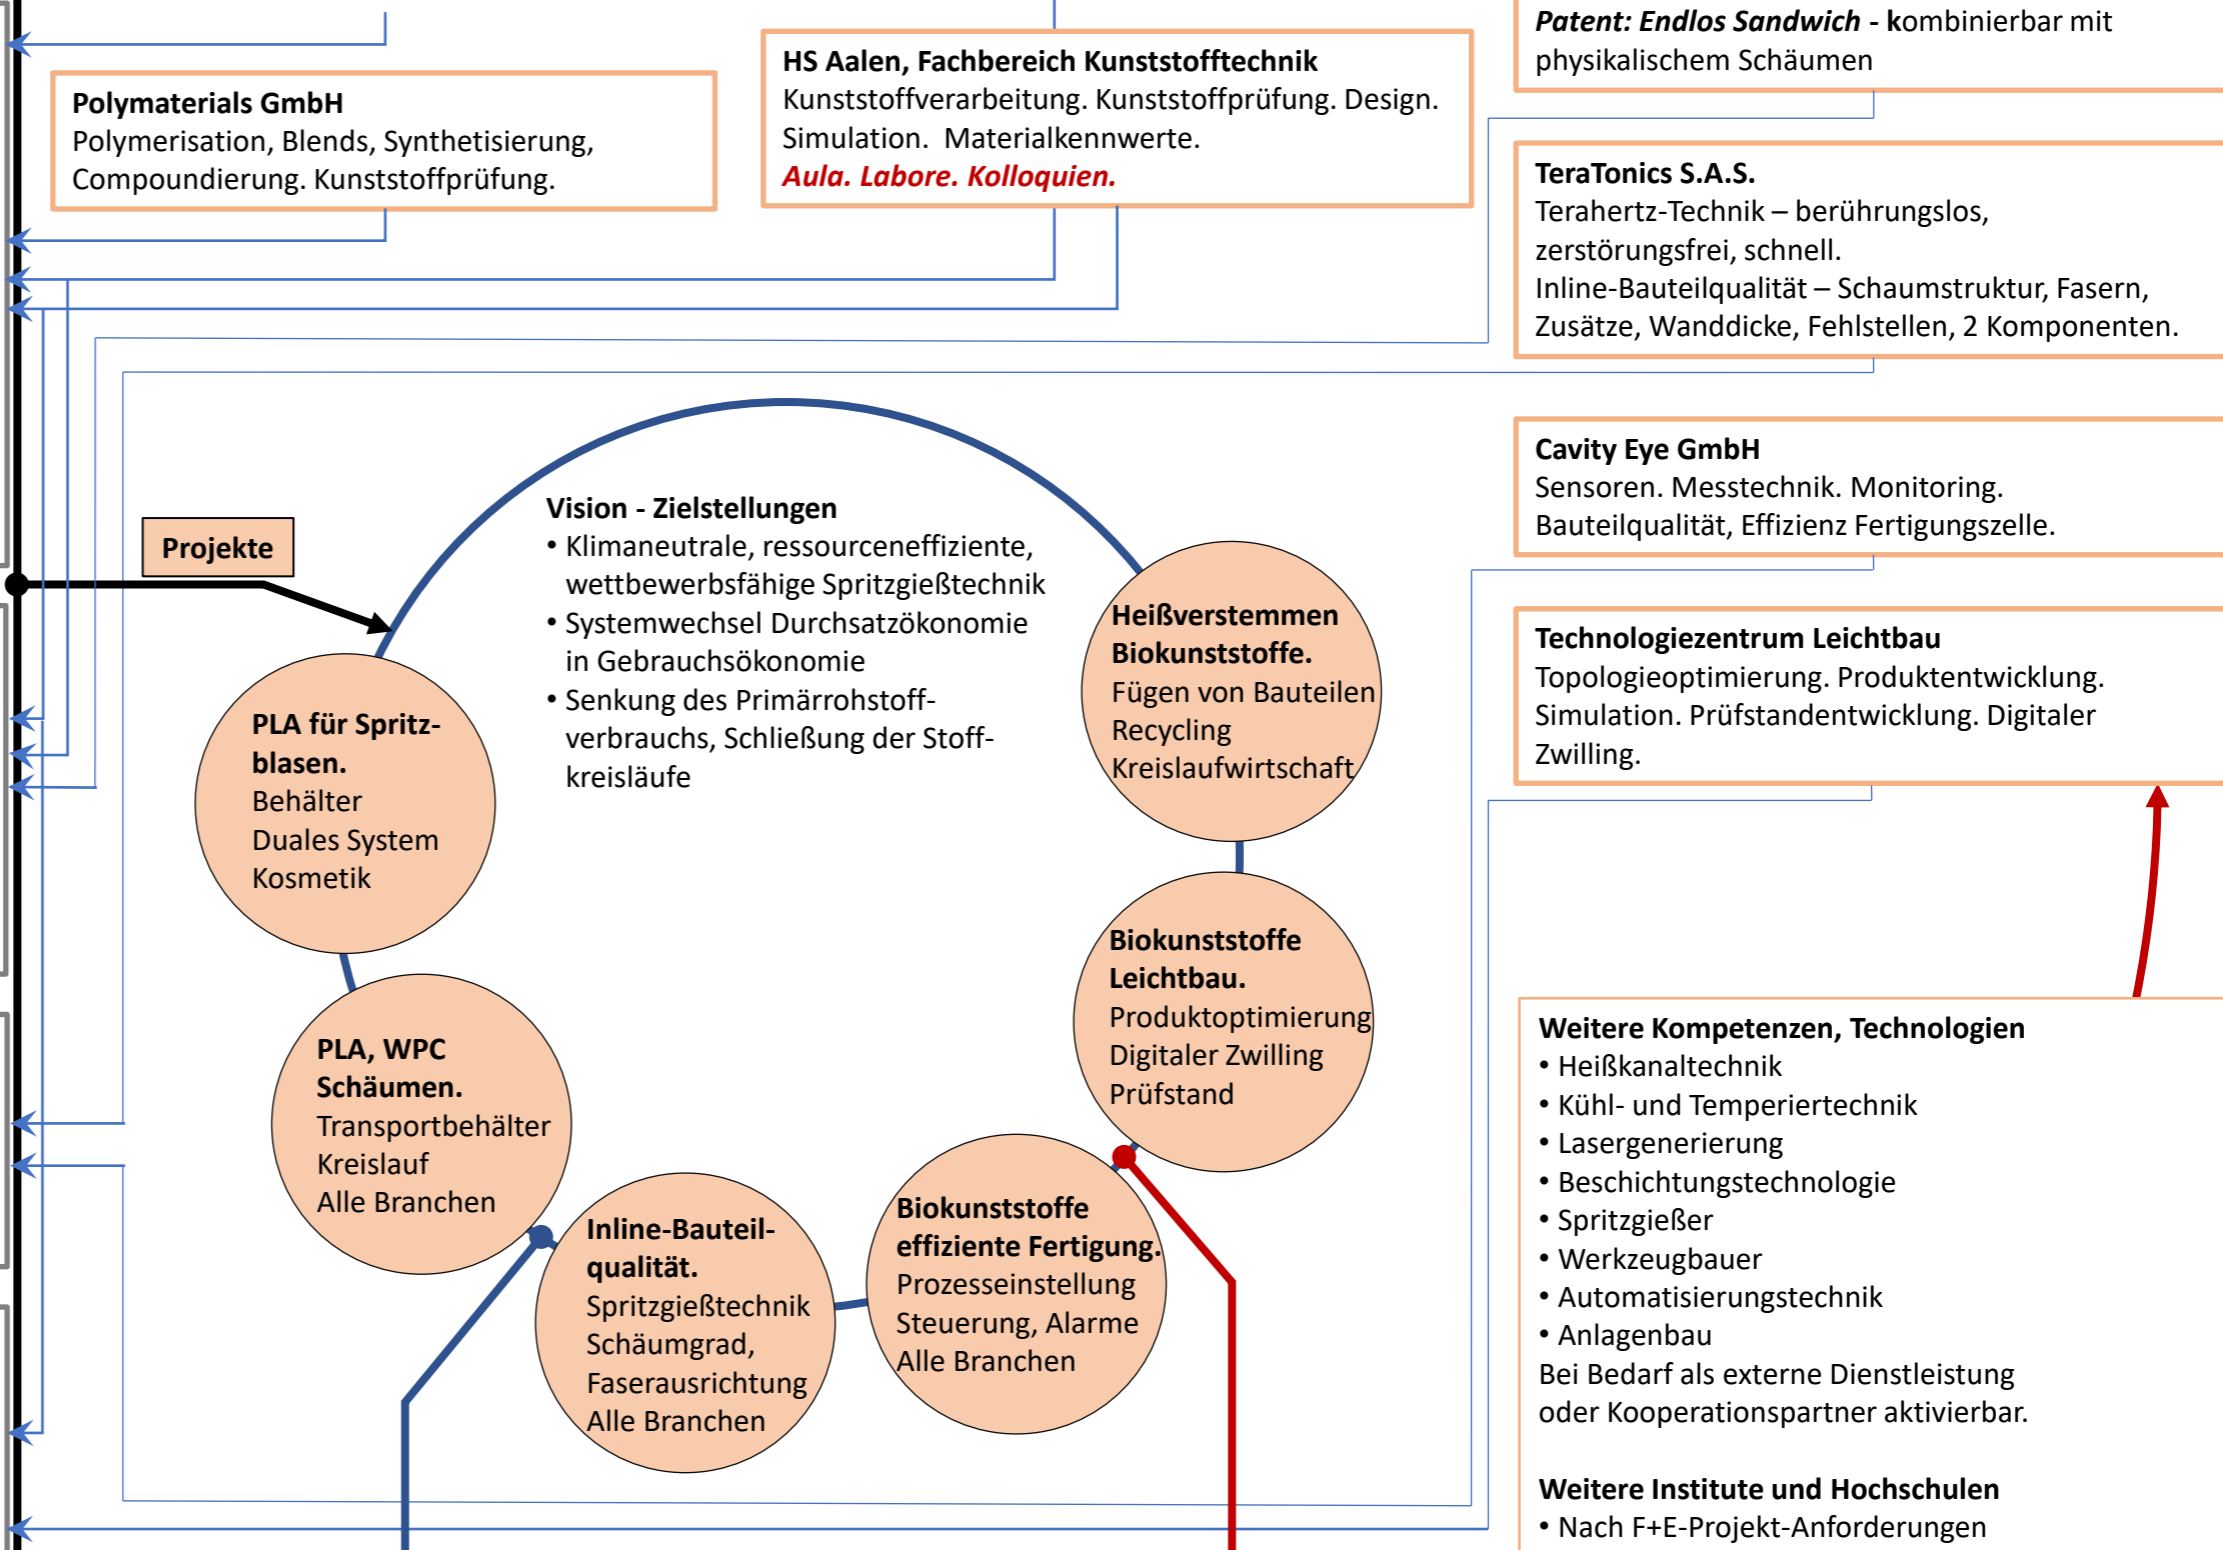 Polymaterials GmbH
Polymerisation, Blends, Synthetisierung,
Compoundierung. Kunststoffprüfung.
HS Aalen, Fachbereich Kunststofftechnik
Kunststoffverarbeitung. Kunststoffprüfung. Design.
Simulation.  Materialkennwerte.
Aula. Labore. Kolloquien.
Patent: Endlos Sandwich - kombinierbar mit
physikalischem Schäumen
TeraTonics S.A.S.
Terahertz-Technik – berührungslos,
zerstörungsfrei, schnell.
Inline-Bauteilqualität – Schaumstruktur, Fasern,
Zusätze, Wanddicke, Fehlstellen, 2 Komponenten.
Cavity Eye GmbH
Sensoren. Messtechnik. Monitoring.
Bauteilqualität, Effizienz Fertigungszelle.
Technologiezentrum Leichtbau
Topologieoptimierung. Produktentwicklung.
Simulation. Prüfstandentwicklung. Digitaler
Zwilling.
Projekte
Vision - Zielstellungen
• Klimaneutrale, ressourceneffiziente,
wettbewerbsfähige Spritzgießtechnik
• Systemwechsel Durchsatzökonomie
in Gebrauchsökonomie
• Senkung des Primärrohstoff-
verbrauchs, Schließung der Stoff-
kreisläufe
PLA für Spritz-
blasen.
Behälter
Duales System
Kosmetik
PLA, WPC
Schäumen.
Transportbehälter
Kreislauf
Alle Branchen
Inline-Bauteil-
qualität.
Spritzgießtechnik
Schäumgrad,
Faserausrichtung
Alle Branchen
Biokunststoffe
effiziente Fertigung.
Prozesseinstellung
Steuerung, Alarme
Alle Branchen
Biokunststoffe
Leichtbau.
Produktoptimierung
Digitaler Zwilling
Prüfstand
Heißverstemmen
Biokunststoffe.
Fügen von Bauteilen
Recycling
Kreislaufwirtschaft
Weitere Kompetenzen, Technologien
• Heißkanaltechnik
• Kühl- und Temperiertechnik
• Lasergenerierung
• Beschichtungstechnologie
• Spritzgießer
• Werkzeugbauer
• Automatisierungstechnik
• Anlagenbau
Bei Bedarf als externe Dienstleistung
oder Kooperationspartner aktivierbar.
Weitere Institute und Hochschulen
• Nach F+E-Projekt-Anforderungen